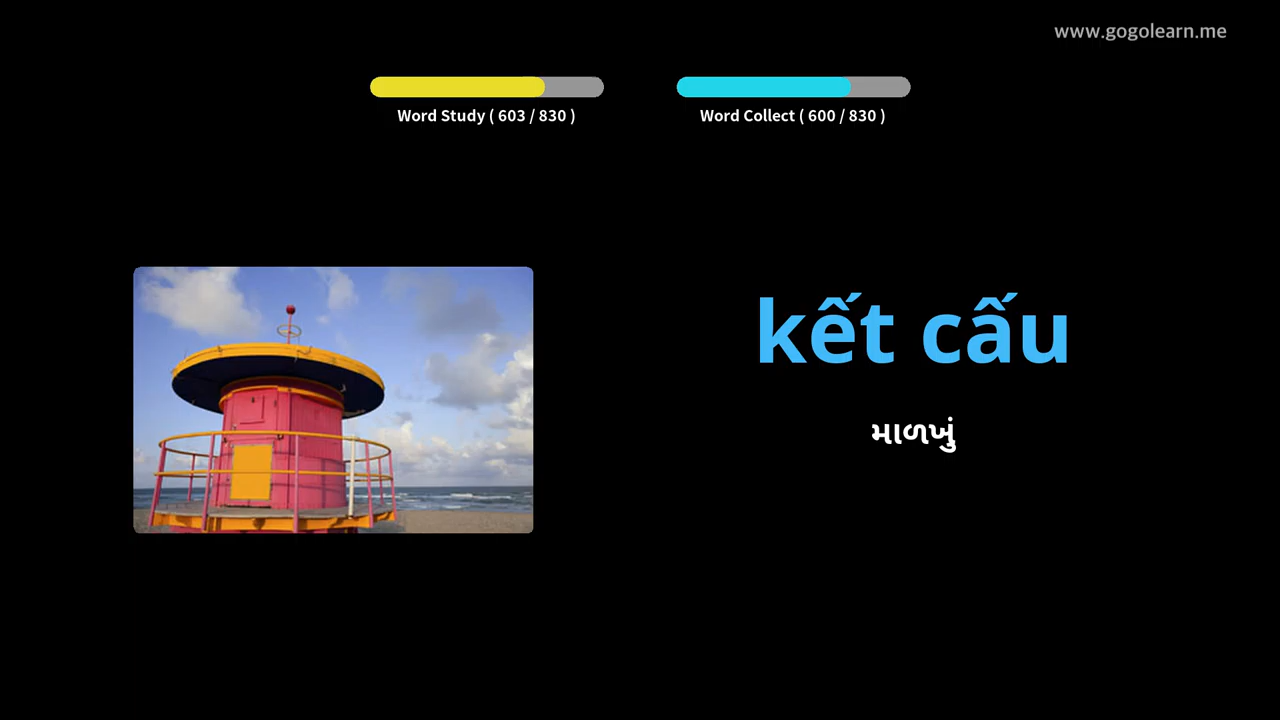 www.gogolearn.me
Word Study ( 603 / 830 )
Word Collect ( 600 / 830 )
kết cấu
માળખું